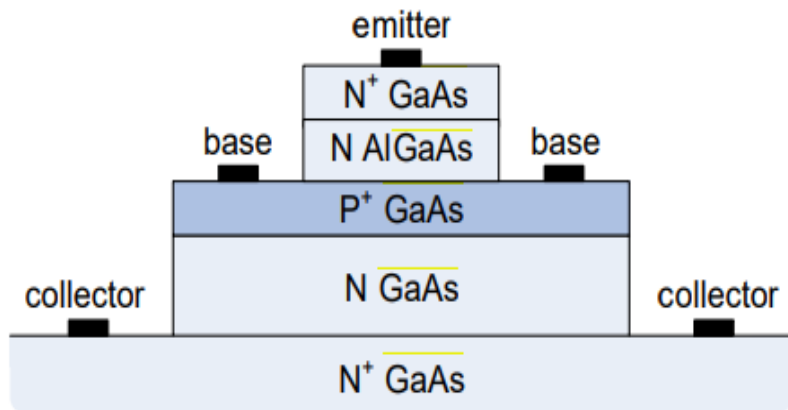 emitter
N⁺ GaAs
base N AlGaAs base
P⁺ GaAs
N GaAs
collector collector
N⁺ GaAs